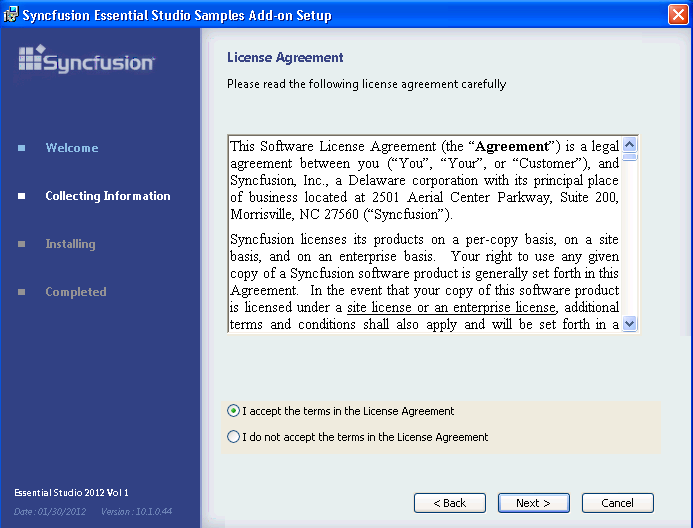 Syncfusion Essential Studio Samples Add-on Setup
Syncfusion
Welcome
Collecting Information
Installing
Completed
Essential Studio 2012 Vol 1
Date : 01/30/2012 Version : 10.1.0.44
License Agreement
Please read the following license agreement carefully
This Software License Agreement (the “Agreement”) is a legal
agreement between you (“You”, “Your”, or “Customer”), and
Syncfusion, Inc., a Delaware corporation with its principal place
of business located at 2501 Aerial Center Parkway, Suite 200,
Morrisville, NC 27560 (“Syncfusion”).
Syncfusion licenses its products on a per-copy basis, on a site
basis, and on an enterprise basis. Your right to use any given
copy of a Syncfusion software product is generally set forth in this
Agreement. In the event that your copy of this software product
is licensed under a site license or an enterprise license, additional
terms and conditions shall also apply and will be set forth in a
I accept the terms in the License Agreement
I do not accept the terms in the License Agreement
< Back
Next >
Cancel